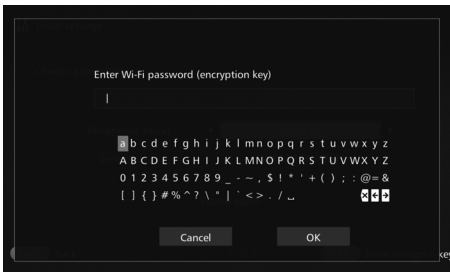 Enter Wi-Fi password (encryption key)
a b c d e f g h i j k l m n o p q r s t u v w x y z
A B C D E F G H I J K L M N O P Q R S T U V W X Y Z
0 1 2 3 4 5 6 7 8 9 _ - ~ , $ ! * ' + ( ) ; : @ = &
[ ] { } # % ^ ? \ " | ` < > . / ␣ x ← →
Cancel OK